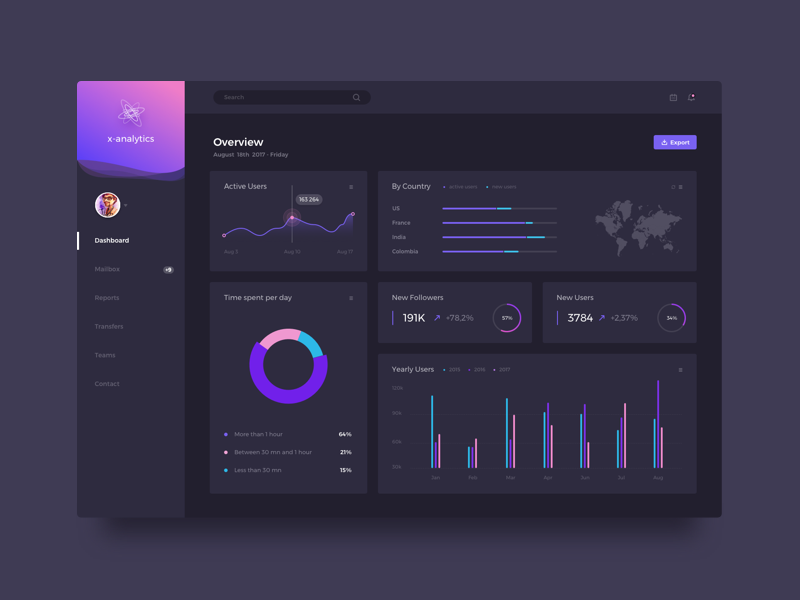 x-analytics
Search
Dashboard
Mailbox
+9
Reports
Transfers
Teams
Contact
Overview
August 18th 2017 - Friday
Export
Active Users
163 264
Aug 3
Aug 10
Aug 17
By Country
active users
new users
US
France
India
Colombia
Time spent per day
More than 1 hour 64%
Between 30 mn and 1 hour 21%
Less than 30 mn 15%
New Followers
191K +78,2% 57%
New Users
3784 +2,37% 34%
Yearly Users 2015 2016 2017
120k
90k
60k
30k
Feb Mar Apr Jun Jul Aug